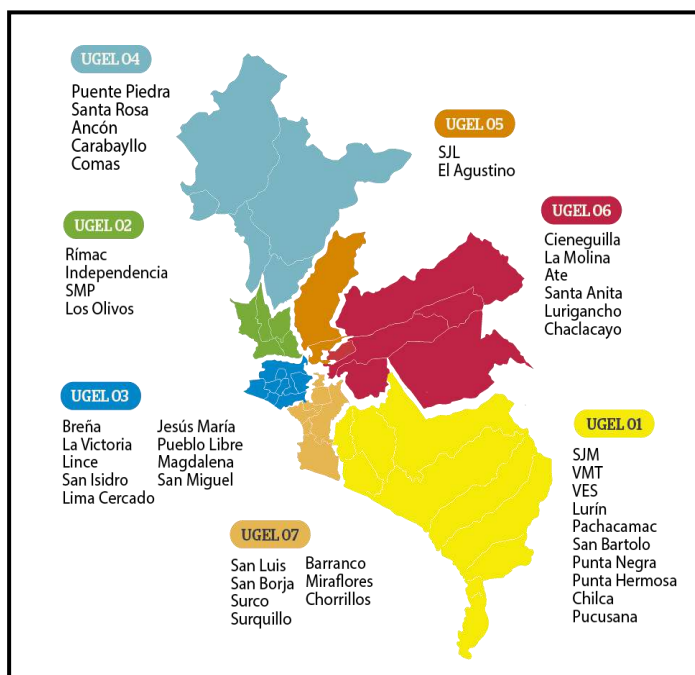 UGEL 04
Puente Piedra
Santa Rosa
Ancón
Carabayllo
Comas
UGEL 05
SJL
El Agustino
UGEL 02
Rímac
Independencia
SMP
Los Olivos
UGEL 06
Cieneguilla
La Molina
Ate
Santa Anita
Lurigancho
Chaclacayo
UGEL 03
Breña
La Victoria
Lince
San Isidro
Lima Cercado
Jesús María
Pueblo Libre
Magdalena
San Miguel
UGEL 01
SJM
VMT
VES
Lurín
Pachacamac
San Bartolo
Punta Negra
Punta Hermosa
Chilca
Pucusana
UGEL 07
San Luis
San Borja
Surco
Surquillo
Barranco
Miraflores
Chorrillos